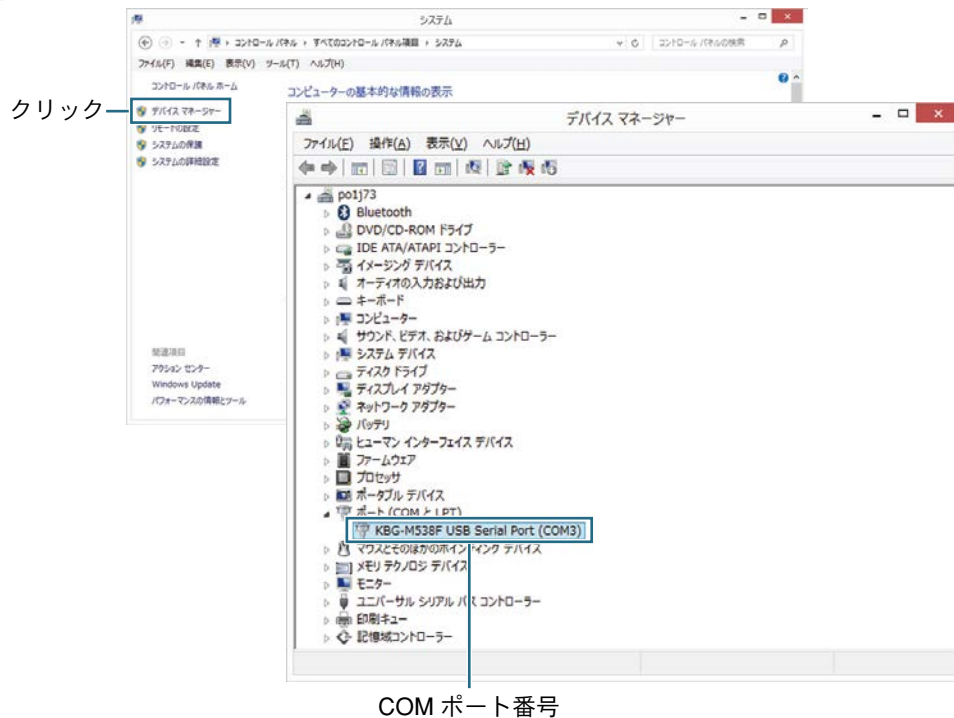 システム
コントロール パネル › すべてのコントロール パネル項目 › システム
コントロール パネルの検索
ファイル(F) 編集(E) 表示(V) ツール(T) ヘルプ(H)
コントロール パネル ホーム
コンピューターの基本的な情報の表示
クリック
デバイス マネージャー
リモートの設定
システムの保護
システムの詳細設定
関連項目
アクション センター
Windows Update
パフォーマンスの情報とツール
デバイス マネージャー
ファイル(F) 操作(A) 表示(V) ヘルプ(H)
po1j73
Bluetooth
DVD/CD-ROM ドライブ
IDE ATA/ATAPI コントローラー
イメージング デバイス
オーディオの入力および出力
キーボード
コンピューター
サウンド、ビデオ、およびゲーム コントローラー
システム デバイス
ディスク ドライブ
ディスプレイ アダプター
ネットワーク アダプター
バッテリ
ヒューマン インターフェイス デバイス
ファームウェア
プロセッサ
ポータブル デバイス
ポート (COM と LPT)
KBG-M538F USB Serial Port (COM3)
マウスとそのほかのポインティング デバイス
メモリ テクノロジ デバイス
モニター
ユニバーサル シリアル バス コントローラー
印刷キュー
記憶域コントローラー
COM ポート番号